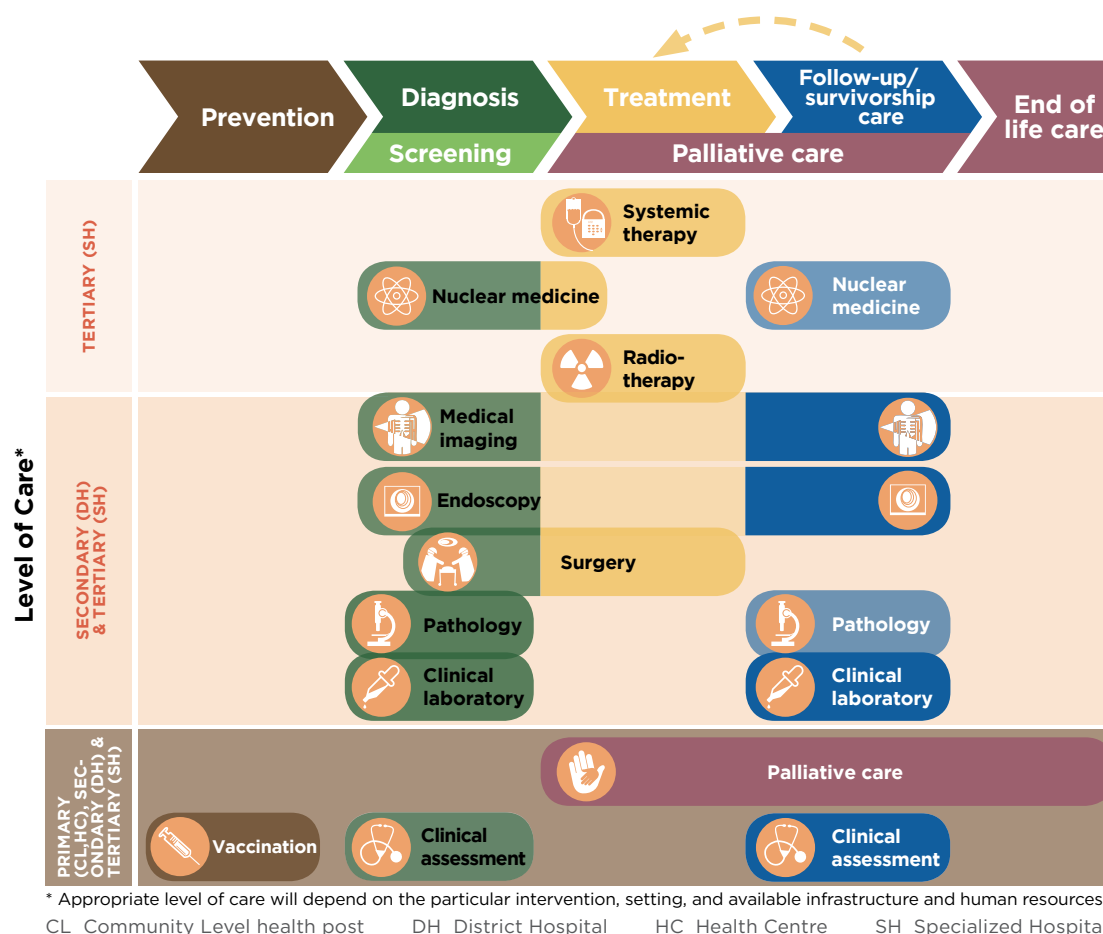 Prevention
Diagnosis
Screening
Treatment
Follow-up/
survivorship
care
Palliative care
End of
life care
Level of Care*
TERTIARY (SH)
Systemic
therapy
Nuclear medicine
Nuclear
medicine
Radio-
therapy
SECONDARY (DH)
& TERTIARY (SH)
Medical
imaging
Endoscopy
Surgery
Pathology
Pathology
Clinical
laboratory
Clinical
laboratory
PRIMARY
(CL,HC), SEC-
ONDARY (DH) &
TERTIARY (SH)
Palliative care
Vaccination
Clinical
assessment
Clinical
assessment
* Appropriate level of care will depend on the particular intervention, setting, and available infrastructure and human resources
CL Community Level health post DH District Hospital HC Health Centre SH Specialized Hospita